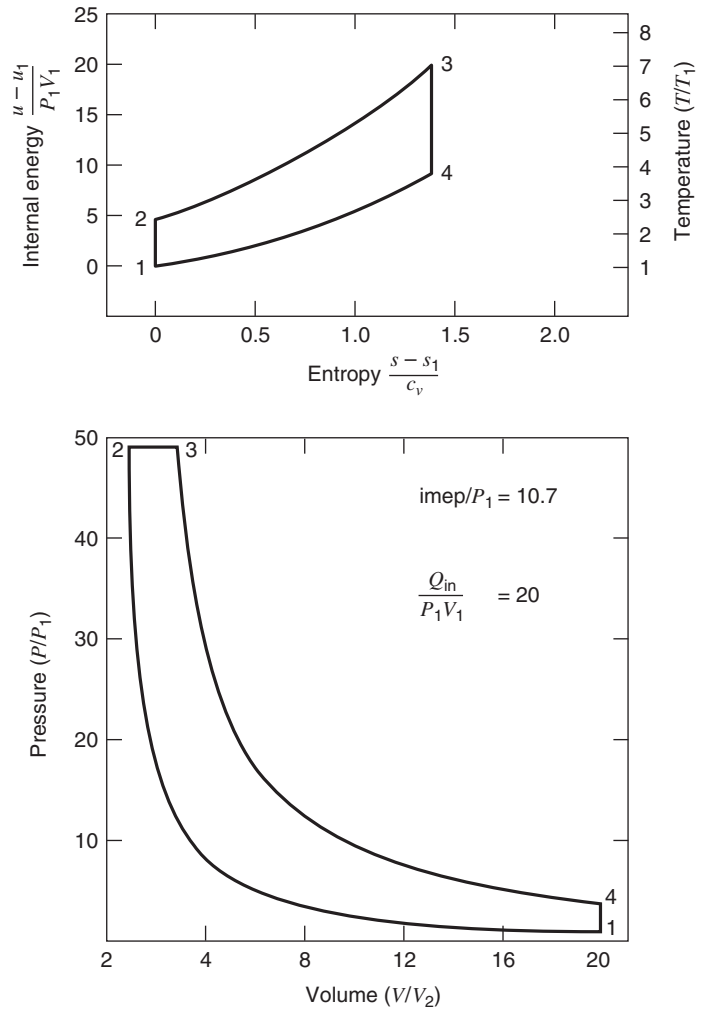 25
20
15
10
5
0
Internal energy (u − u₁)/(P₁V₁)
8
7
6
5
4
3
2
1
Temperature (T/T₁)
1
2
3
4
0 0.5 1.0 1.5 2.0
Entropy (s − s₁)/cᵥ
50
40
30
20
10
Pressure (P/P₁)
2 3
imep/P₁ = 10.7
Qᵢₙ/(P₁V₁) = 20
4
1
2 4 8 12 16 20
Volume (V/V₂)